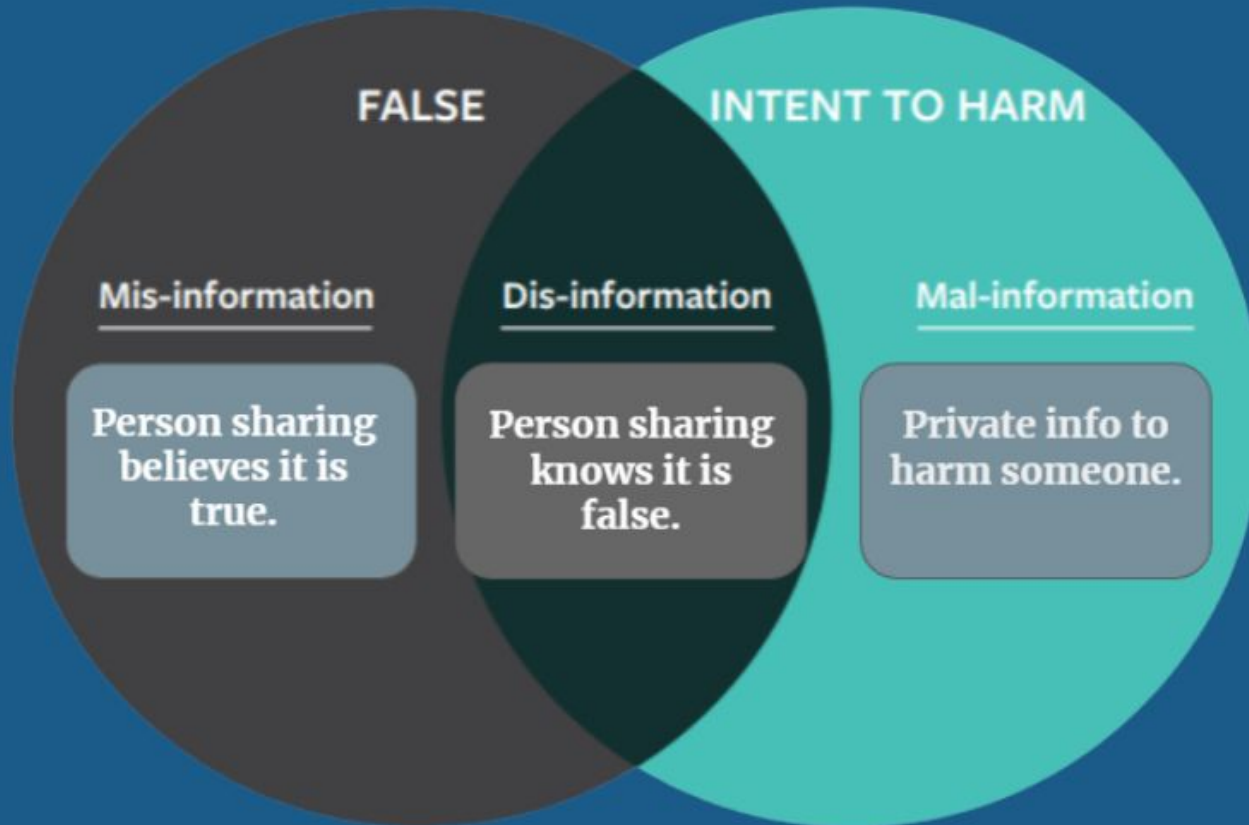 FALSE
INTENT TO HARM
Mis-information
Person sharing
believes it is
true.
Dis-information
Person sharing
knows it is
false.
Mal-information
Private info to
harm someone.